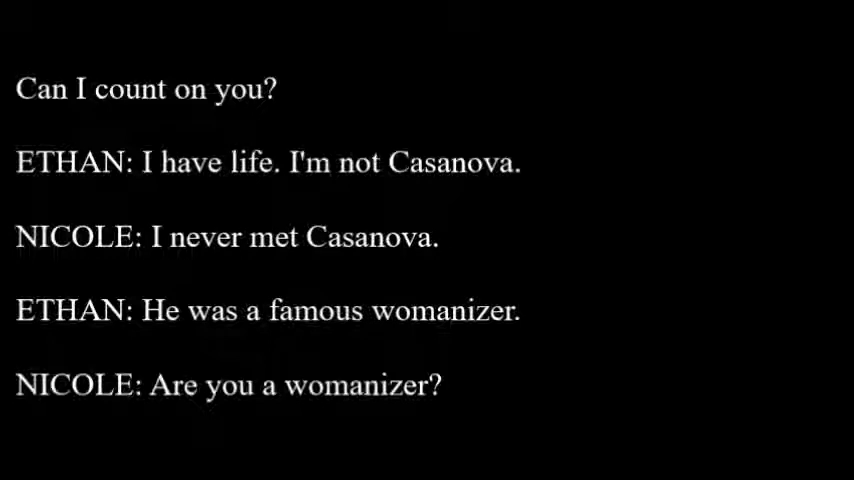 Can I count on you?
ETHAN: I have life. I'm not Casanova.
NICOLE: I never met Casanova.
ETHAN: He was a famous womanizer.
NICOLE: Are you a womanizer?